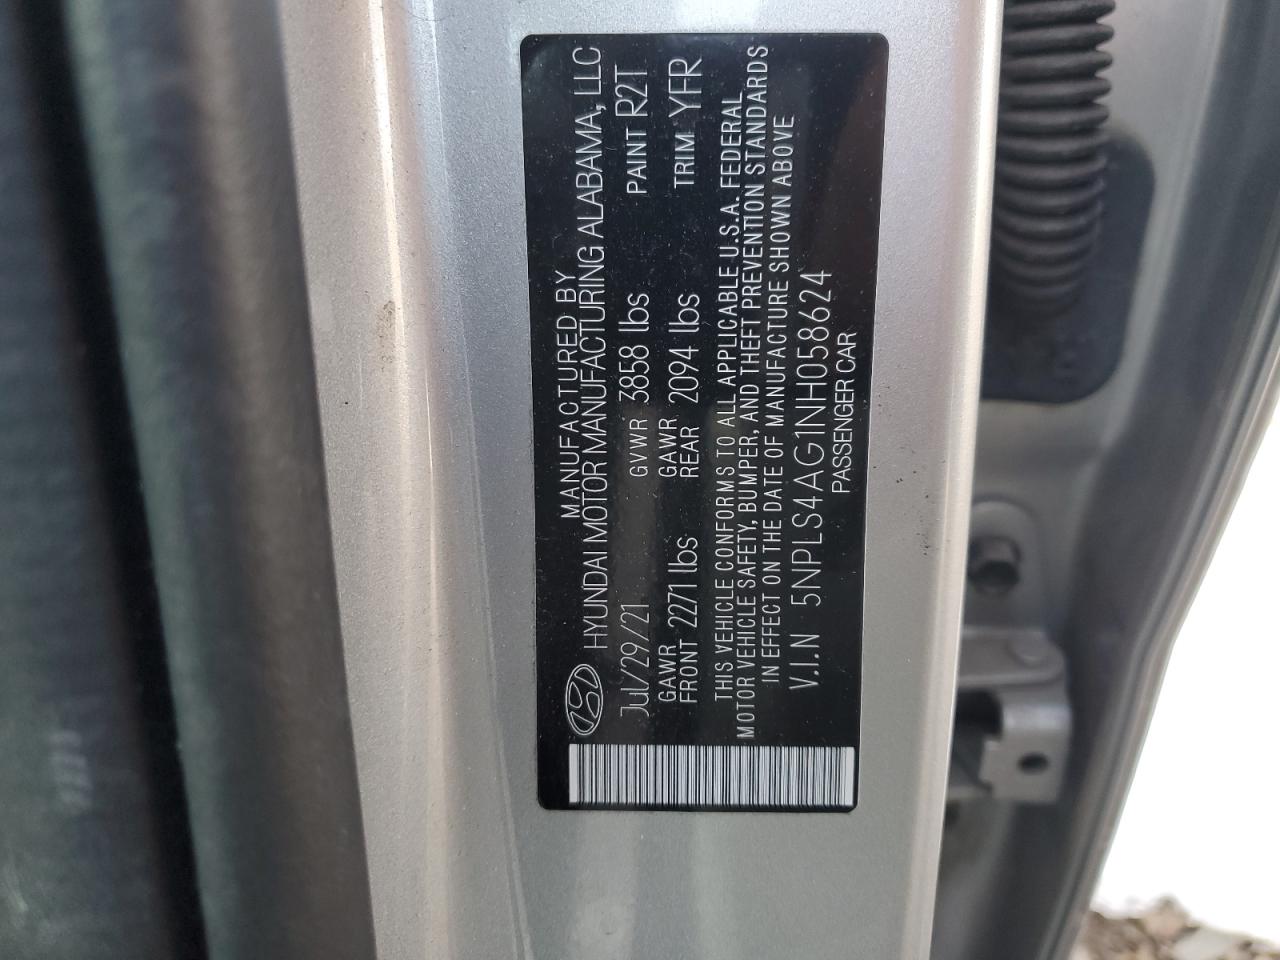 MANUFACTURED BY
HYUNDAI MOTOR MANUFACTURING ALABAMA, LLC
Jul/29/21 GVWR 3858 lbs PAINT R2T
GAWR FRONT 2271 lbs GAWR REAR 2094 lbs TRIM YFR
THIS VEHICLE CONFORMS TO ALL APPLICABLE U.S.A. FEDERAL
MOTOR VEHICLE SAFETY, BUMPER, AND THEFT PREVENTION STANDARDS
IN EFFECT ON THE DATE OF MANUFACTURE SHOWN ABOVE
V.I.N 5NPLS4AG1NH058624
PASSENGER CAR